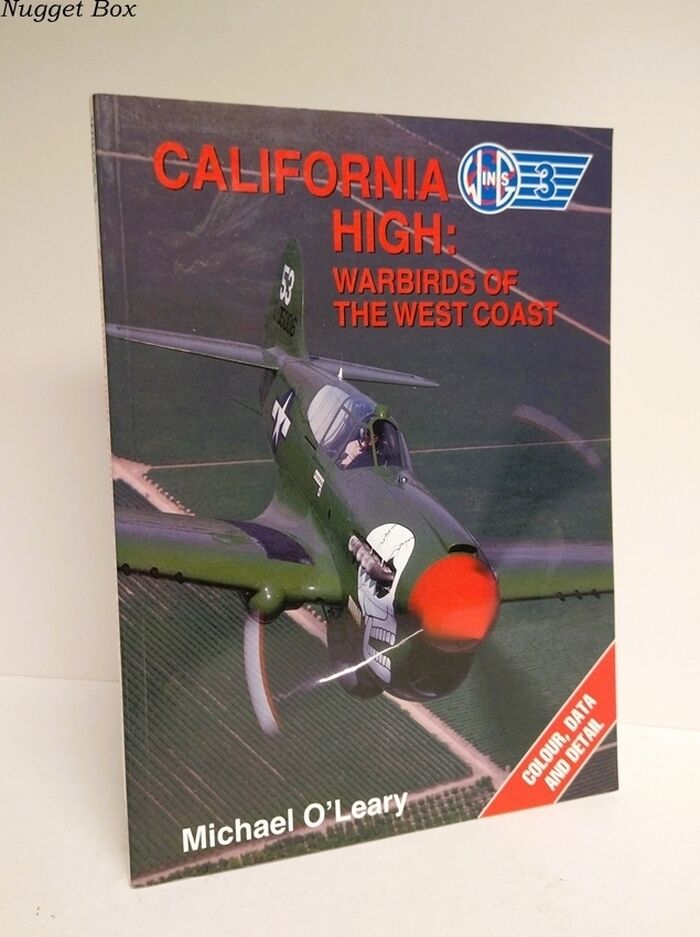 Nugget Box
CALIFORNIA
HIGH:
WARBIRDS OF
THE WEST COAST
WINGS 3
53
COLOUR, DATA
AND DETAIL
Michael O'Leary